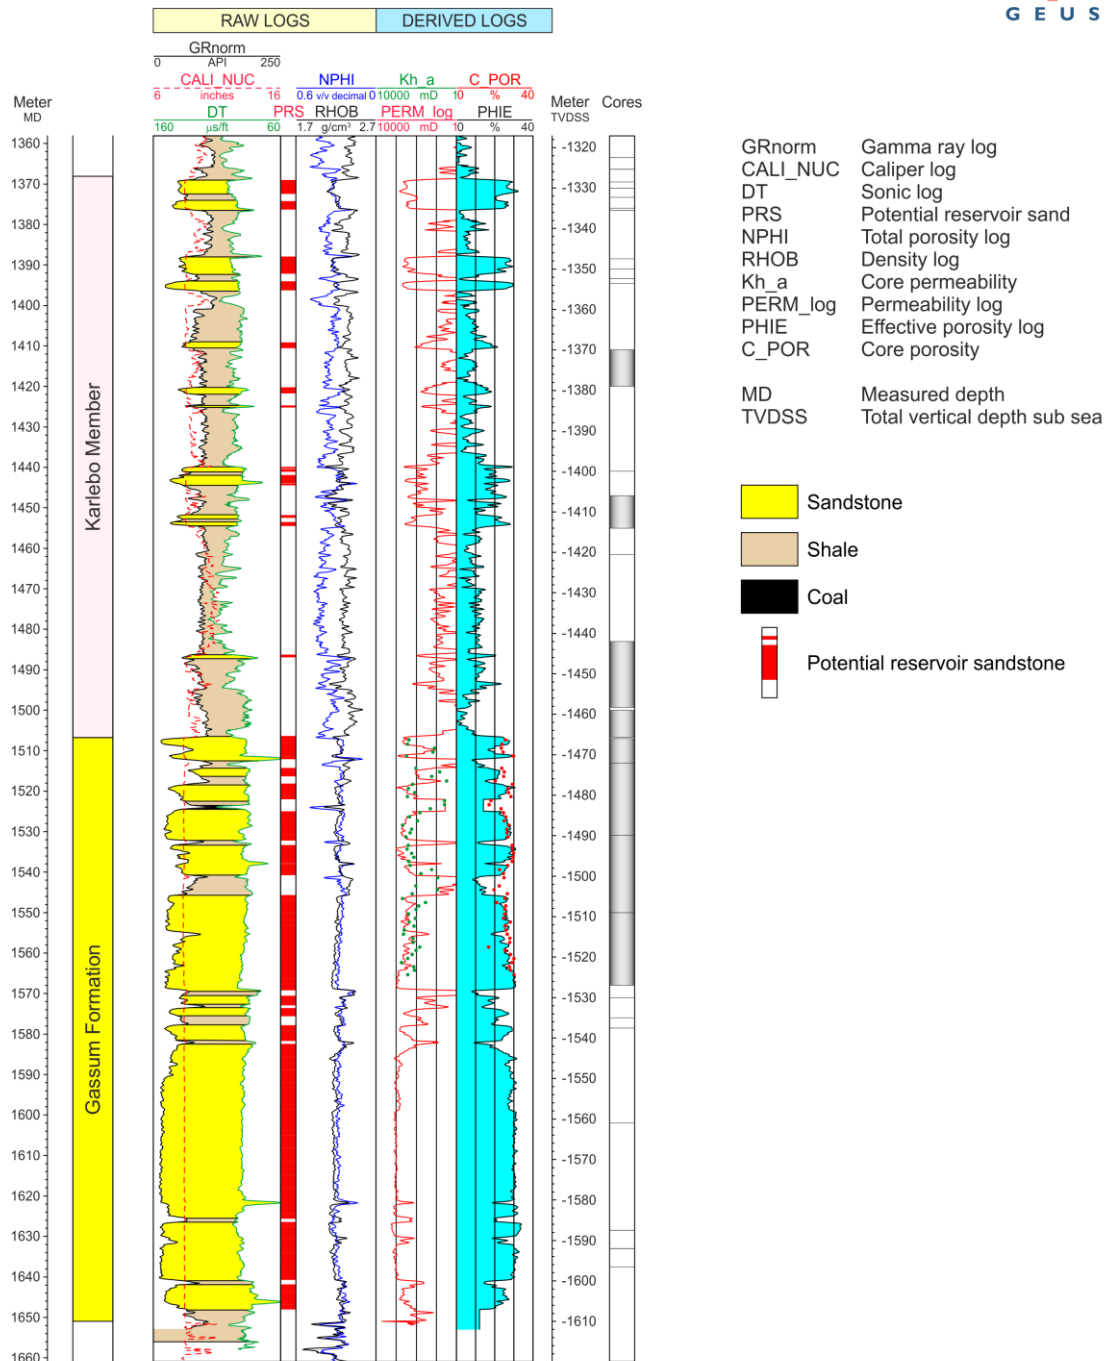 GEUS
RAW LOGS DERIVED LOGS
GRnorm
0 API 250
CALI_NUC NPHI Kh_a C_POR
6 inches 16 0.6 v/v decimal 0 10000 mD 1 0 % 40
Meter MD DT PRS RHOB PERM_log PHIE Meter TVDSS Cores
160 µs/ft 60 1.7 g/cm³ 2.7 10000 mD 1 0 % 40
1360
1370
1380
1390
1400
1410
1420
1430
1440
1450
1460
1470
1480
1490
1500
1510
1520
1530
1540
1550
1560
1570
1580
1590
1600
1610
1620
1630
1640
1650
1660
Karlebo Member
Gassum Formation
-1320
-1330
-1340
-1350
-1360
-1370
-1380
-1390
-1400
-1410
-1420
-1430
-1440
-1450
-1460
-1470
-1480
-1490
-1500
-1510
-1520
-1530
-1540
-1550
-1560
-1570
-1580
-1590
-1600
-1610
GRnorm Gamma ray log
CALI_NUC Caliper log
DT Sonic log
PRS Potential reservoir sand
NPHI Total porosity log
RHOB Density log
Kh_a Core permeability
PERM_log Permeability log
PHIE Effective porosity log
C_POR Core porosity
MD Measured depth
TVDSS Total vertical depth sub sea
Sandstone
Shale
Coal
Potential reservoir sandstone